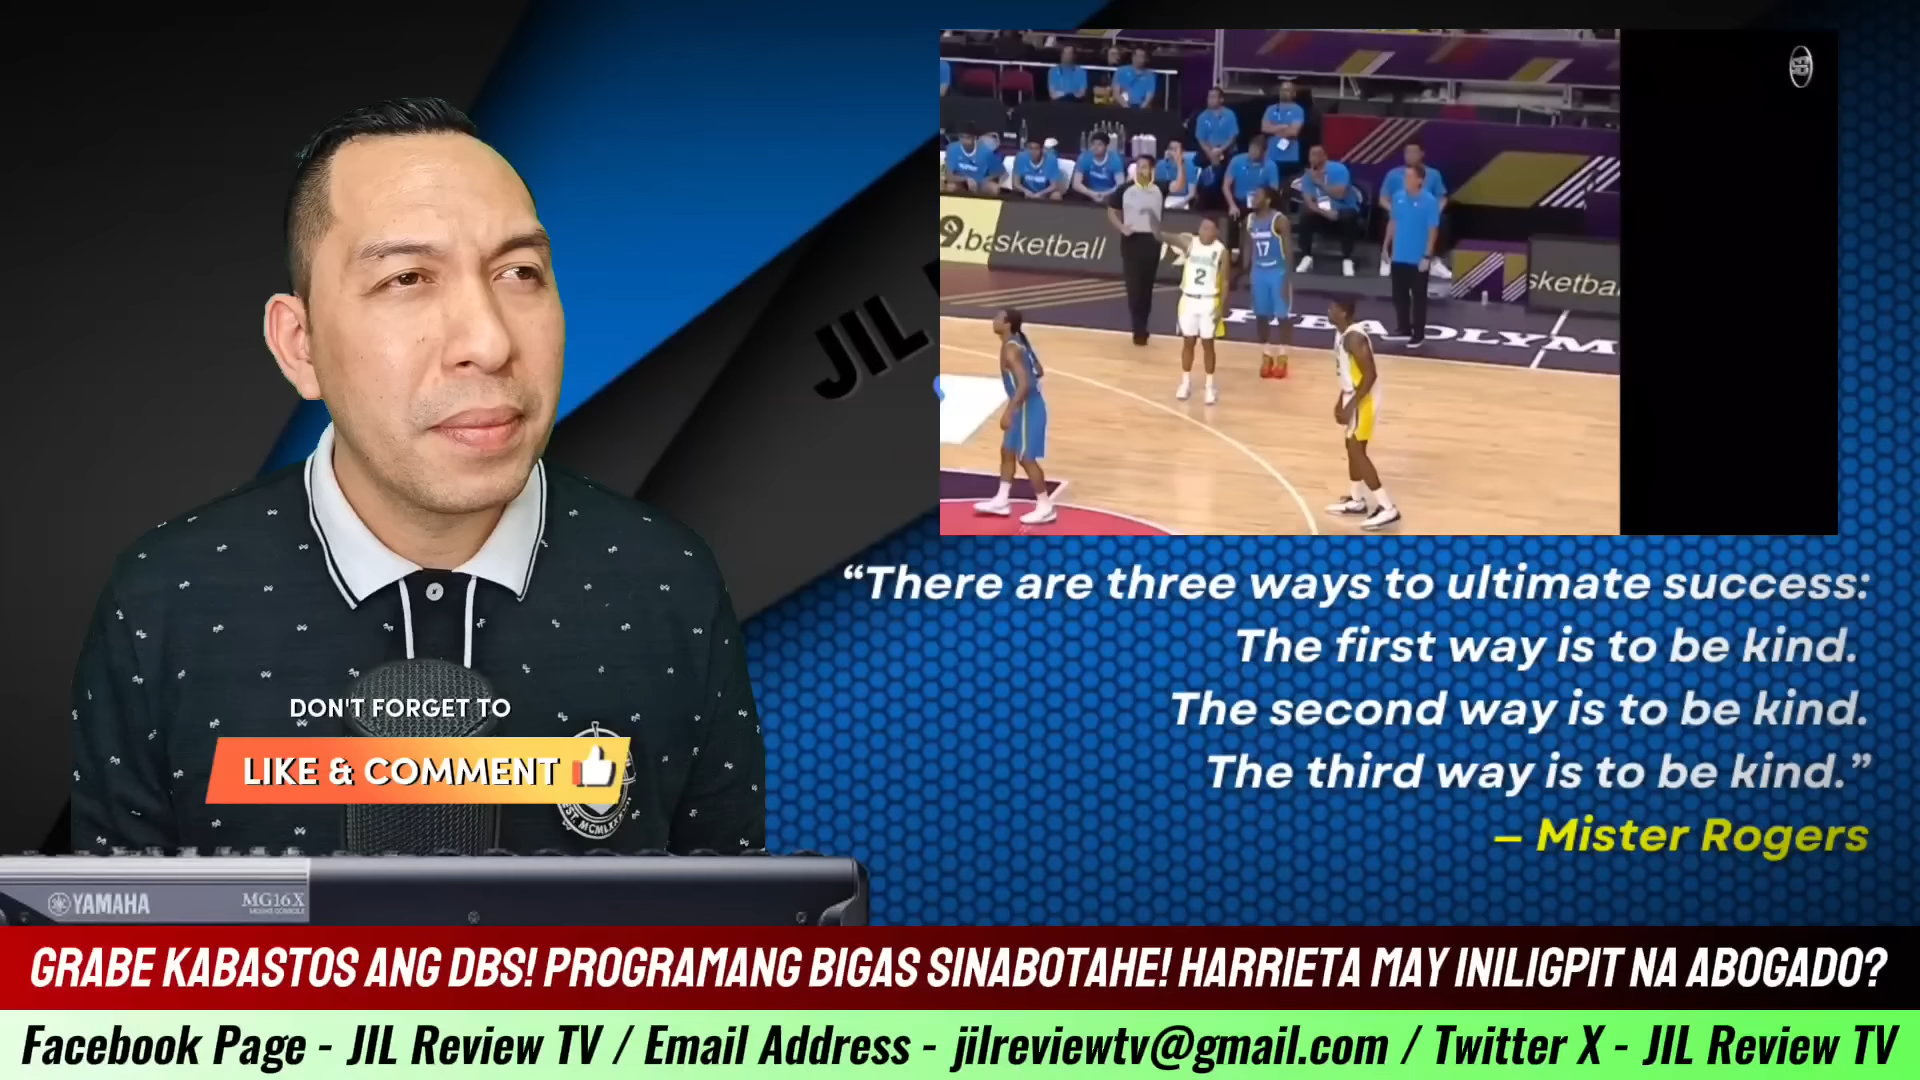 JIL
9.basketball
sketba
17
2
“There are three ways to ultimate success:
The first way is to be kind.
The second way is to be kind.
The third way is to be kind.”
– Mister Rogers
DON'T FORGET TO
LIKE & COMMENT
YAMAHA
MG16X
GRABE KABASTOS ANG DBS! PROGRAMANG BIGAS SINABOTAHE! HARRIETA MAY INILIGPIT NA ABOGADO?
Facebook Page - JIL Review TV / Email Address - jilreviewtv@gmail.com / Twitter X - JIL Review TV